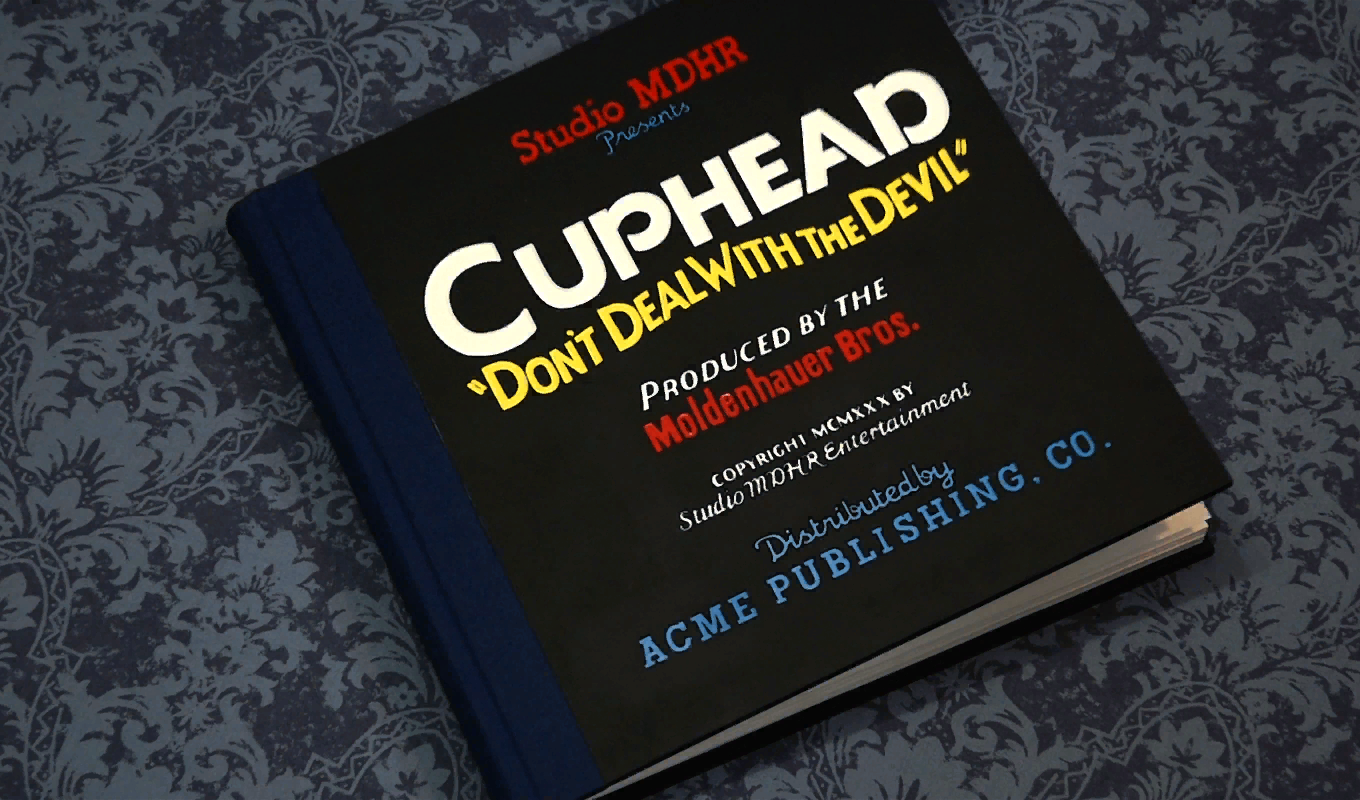 Studio MDHR
Presents
CUPHEAD
"DON'T DEAL WITH THE DEVIL"
PRODUCED BY THE
Moldenhauer Bros.
COPYRIGHT MCMXXX BY
Studio MDHR Entertainment
Distributed by
ACME PUBLISHING, CO.